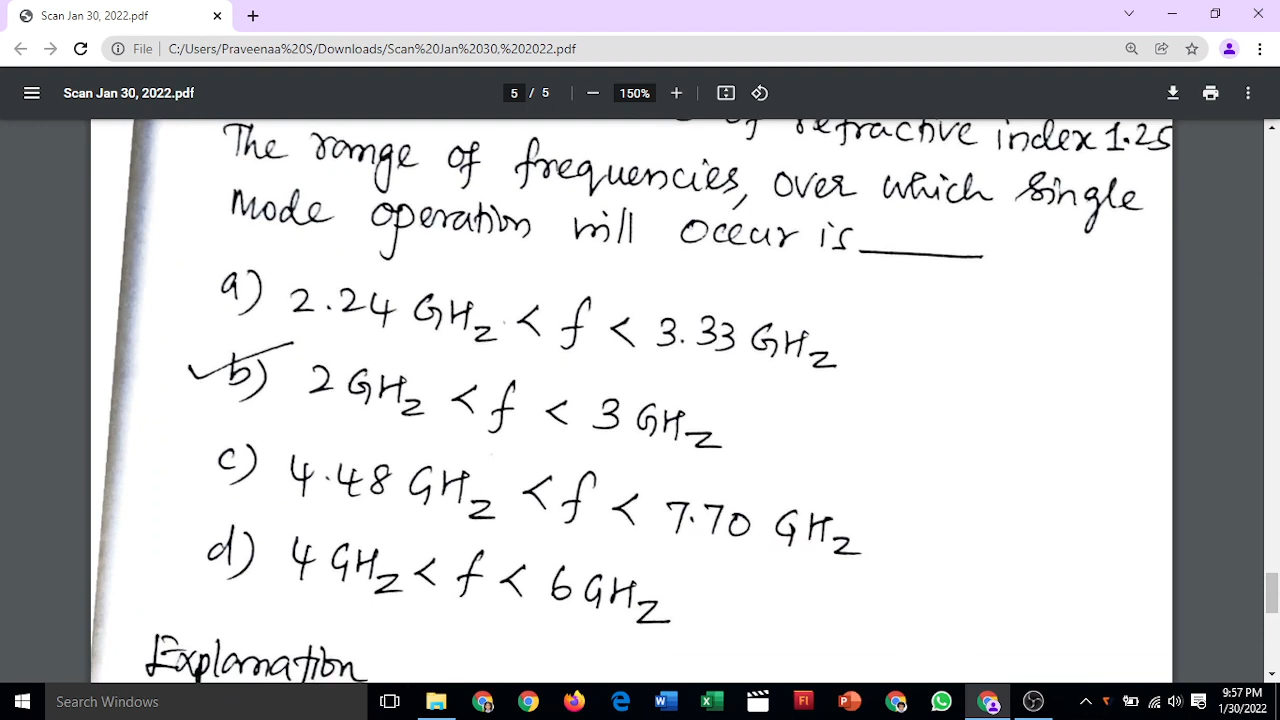 Scan Jan 30, 2022.pdf
File C:/Users/Praveenaa%20S/Downloads/Scan%20Jan%2030,%202022.pdf
Scan Jan 30, 2022.pdf 5 / 5 150%
of refractive index 1.25
The range of frequencies, over which single
mode operation will occur is
a) 2.24 GHz < f < 3.33 GHz
b) 2 GHz < f < 3 GHz
c) 4.48 GHz < f < 7.70 GHz
d) 4 GHz < f < 6 GHz
Explanation
Search Windows
9:57 PM
1/30/2022